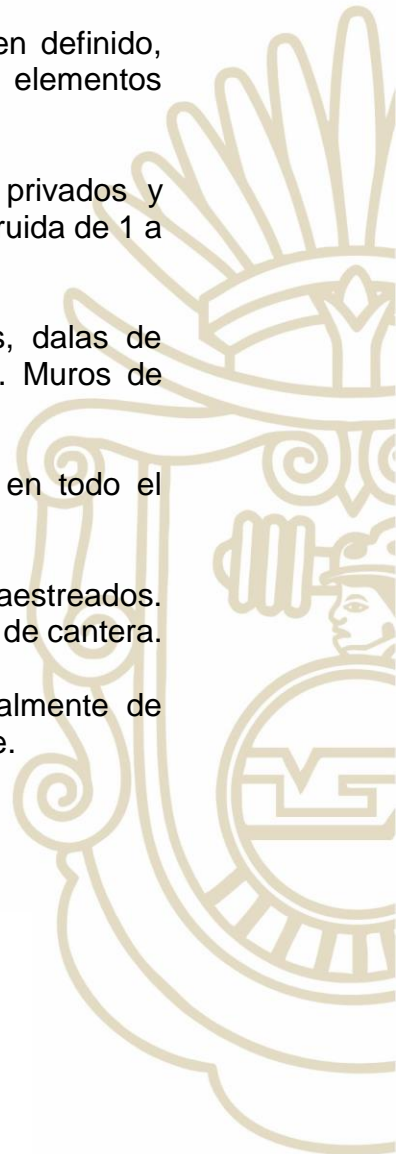 en definido,
elementos
privados y
ruida de 1 a
s, dalas de
. Muros de
en todo el
aestreados.
de cantera.
almente de
e.